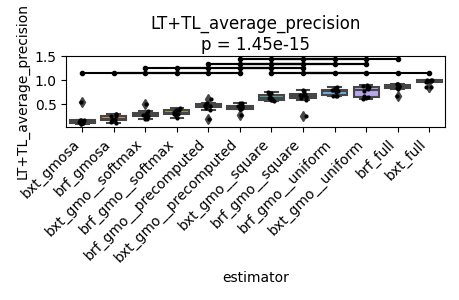 LT+TL_average_precision
p = 1.45e-15
LT+TL_average_precision
1.5
1.0
0.5
bxt_gmosa
brf_gmosa
bxt_gmo__softmax
brf_gmo__softmax
brf_gmo__precomputed
bxt_gmo__precomputed
bxt_gmo__square
brf_gmo__square
brf_gmo__uniform
bxt_gmo__uniform
brf_full
bxt_full
estimator